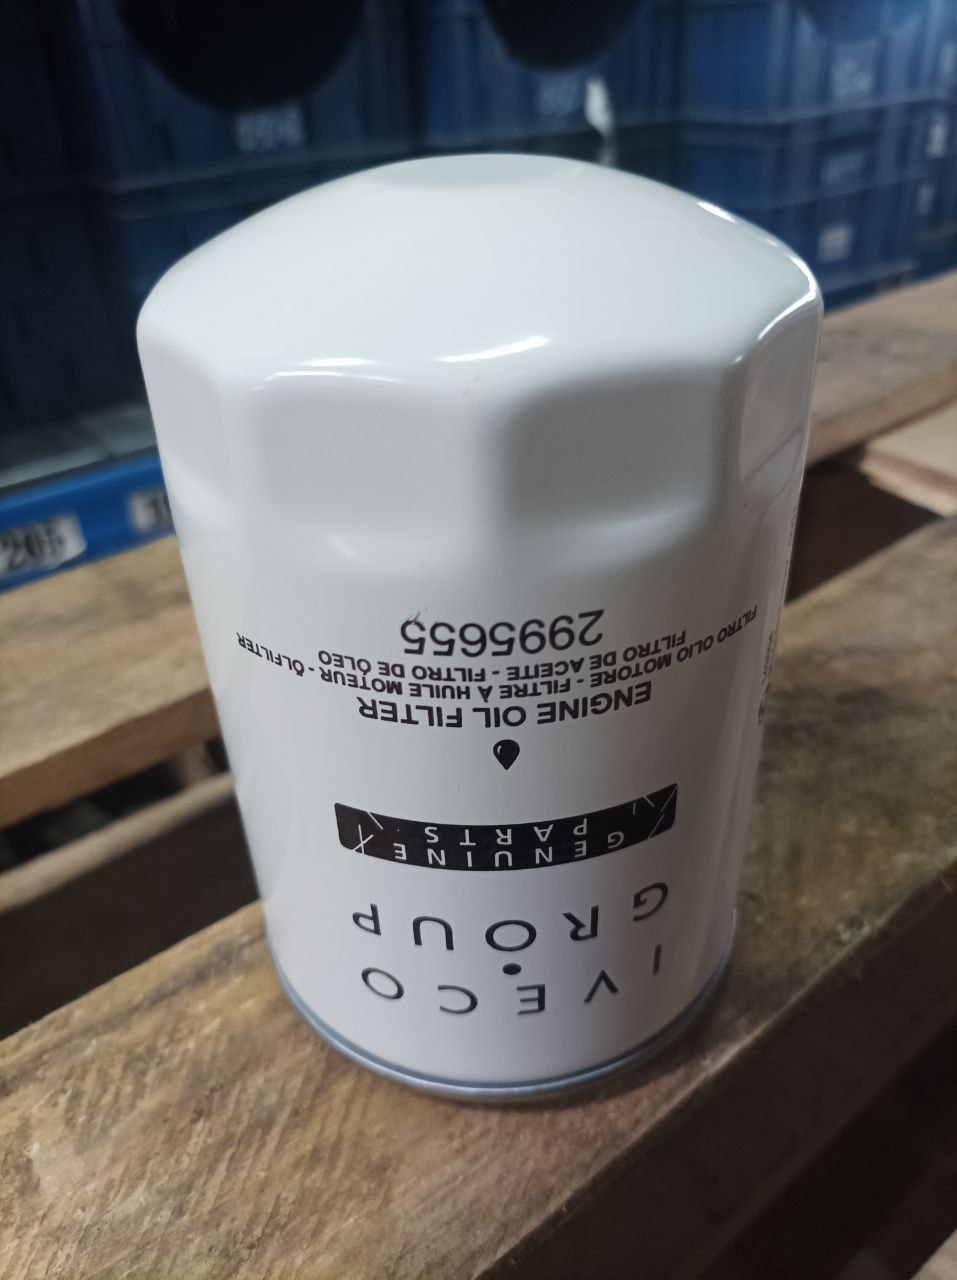 IVECO
•
GROUP
GENUINE
PARTS
ENGINE OIL FILTER
FILTRO OLIO MOTORE - FILTRE À HUILE MOTEUR - ÖLFILTER
FILTRO DE ACEITE - FILTRO DE ÓLEO
2995655
205